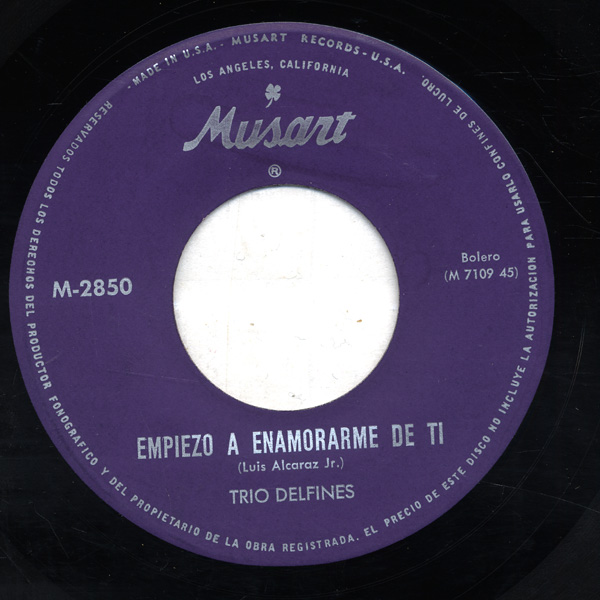 MADE IN U.S.A. · MUSART RECORDS - U.S.A.
LOS ANGELES, CALIFORNIA
Musart
®
M-2850
Bolero
(M 7109 45)
EMPIEZO A ENAMORARME DE TI
(Luis Alcaraz Jr.)
TRIO DELFINES
RESERVADOS TODOS LOS DERECHOS DEL PRODUCTOR FONOGRAFICO Y DEL PROPIETARIO DE LA OBRA REGISTRADA. EL PRECIO DE ESTE DISCO NO INCLUYE LA AUTORIZACION PARA USARLO CONFINES DE LUCRO.